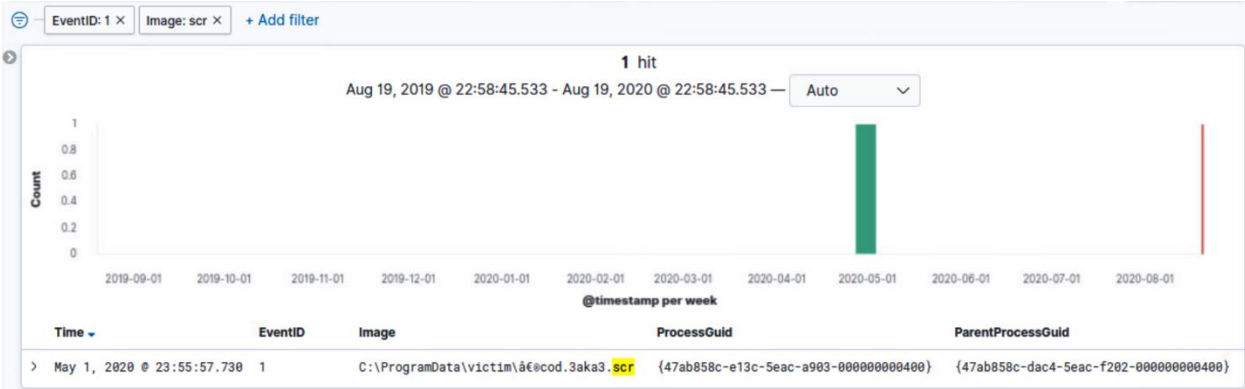 EventID: 1 × Image: scr × + Add filter
1 hit
Aug 19, 2019 @ 22:58:45.533 - Aug 19, 2020 @ 22:58:45.533 — Auto
1
0.8
0.6
0.4
0.2
0
Count
2019-09-01 2019-10-01 2019-11-01 2019-12-01 2020-01-01 2020-02-01 2020-03-01 2020-04-01 2020-05-01 2020-06-01 2020-07-01 2020-08-01
@timestamp per week
Time EventID Image ProcessGuid ParentProcessGuid
> May 1, 2020 @ 23:55:57.730 1 C:\ProgramData\victim\â€®cod.3aka3.scr {47ab858c-e13c-5eac-a903-000000000400} {47ab858c-dac4-5eac-f202-000000000400}